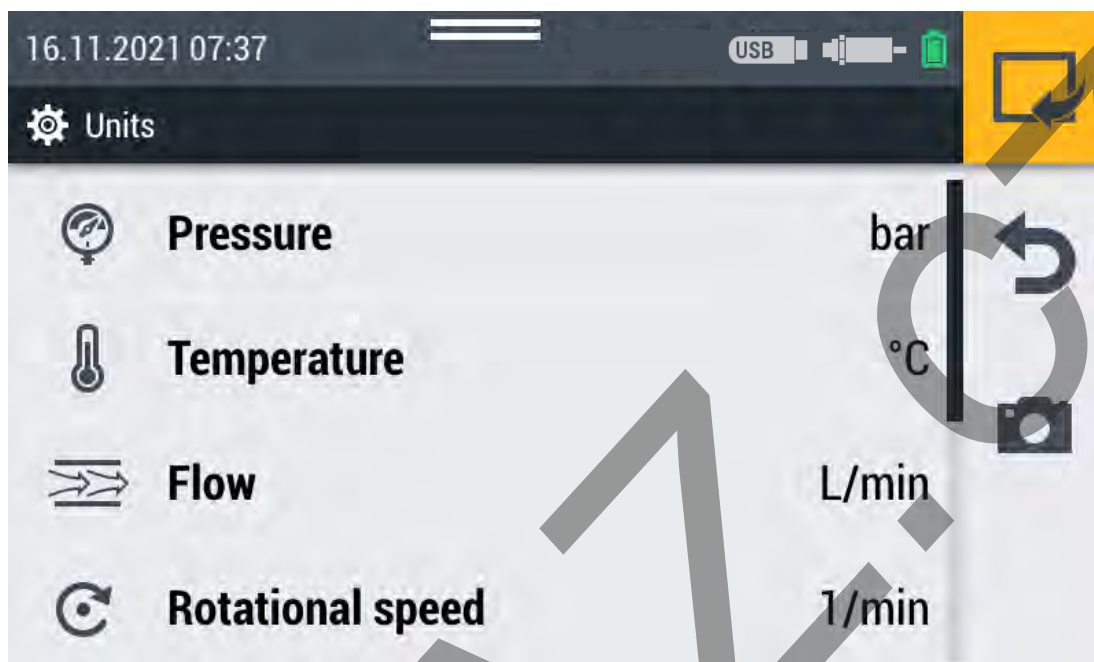 16.11.2021 07:37 USB
Units
Pressure bar
Temperature °C
Flow L/min
Rotational speed 1/min